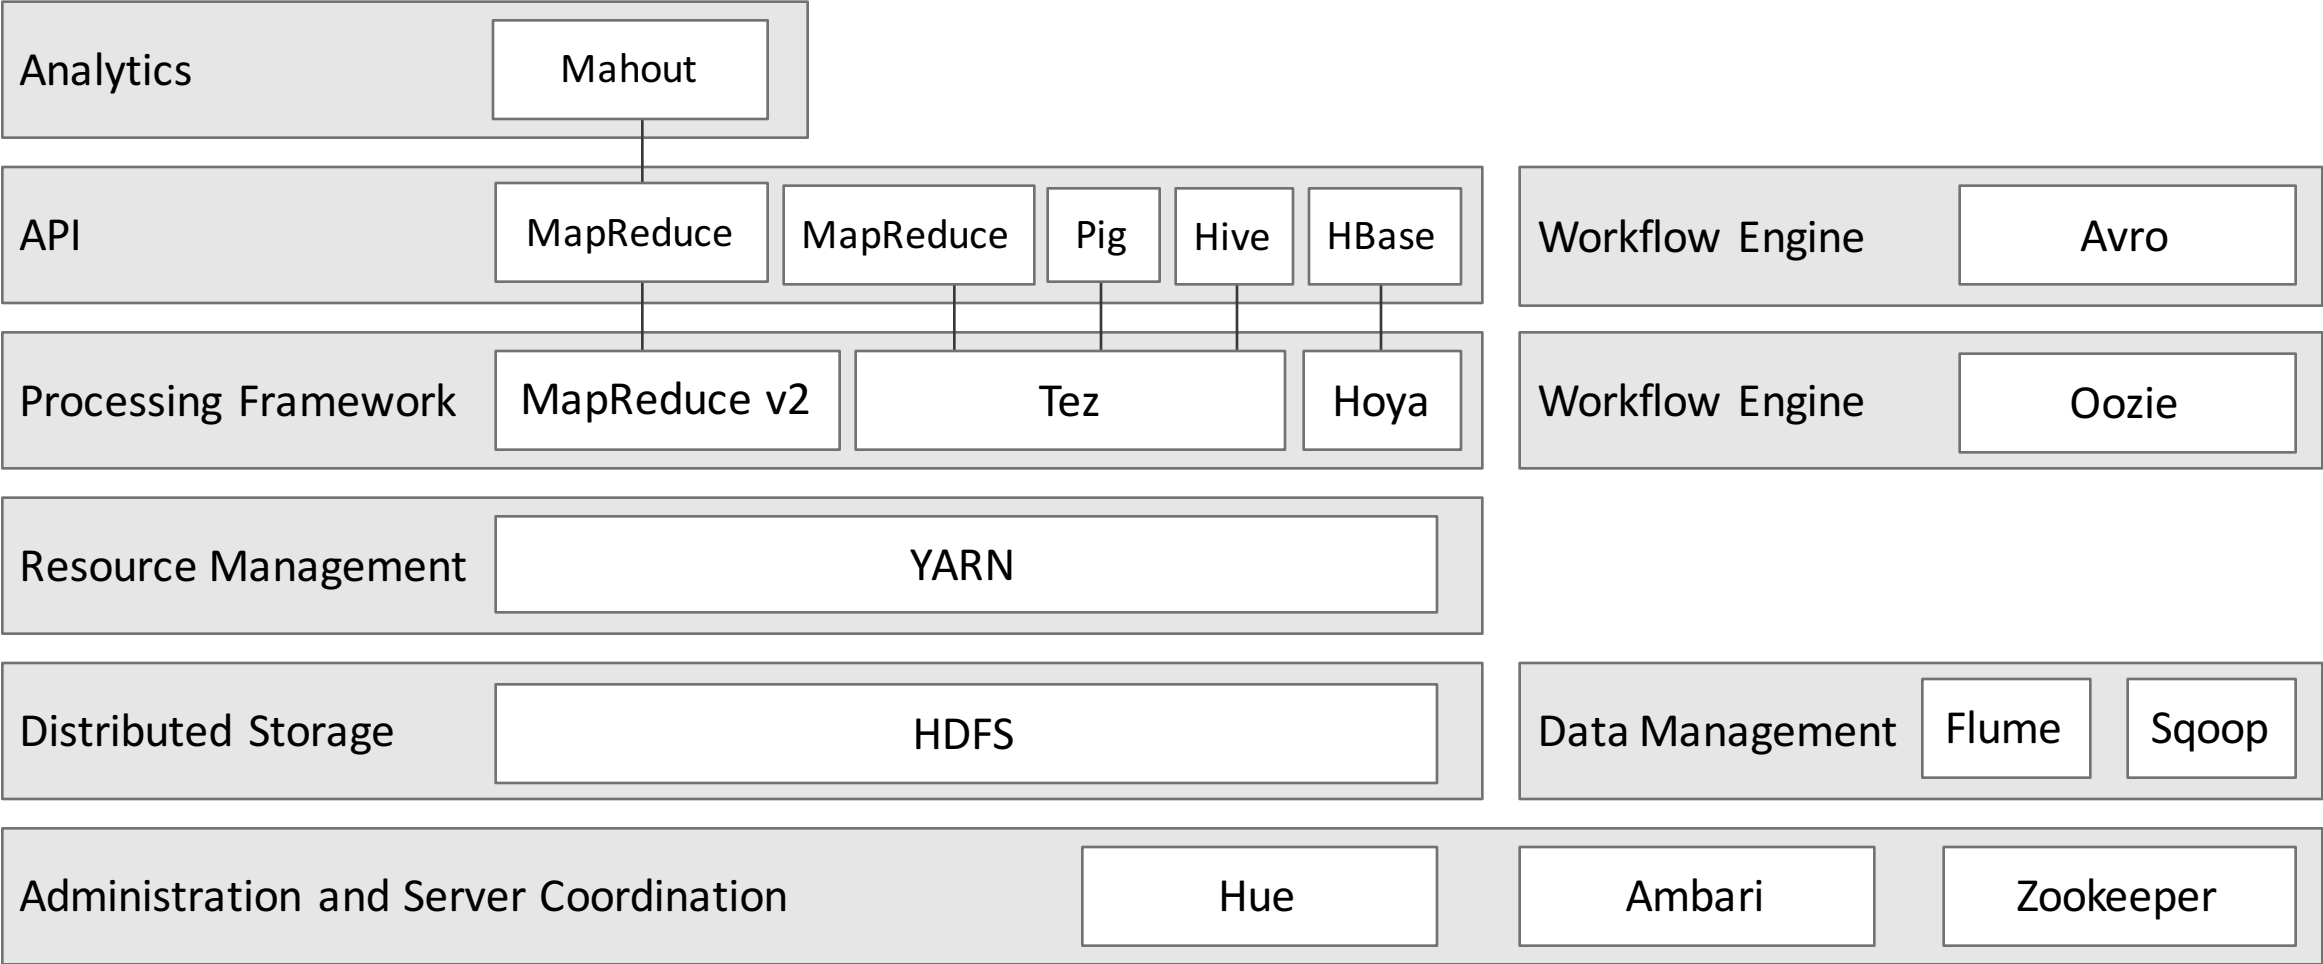 Analytics
Mahout
API
MapReduce
MapReduce
Pig
Hive
HBase
Workflow Engine
Avro
Processing Framework
MapReduce v2
Tez
Hoya
Workflow Engine
Oozie
Resource Management
YARN
Distributed Storage
HDFS
Data Management
Flume
Sqoop
Administration and Server Coordination
Hue
Ambari
Zookeeper